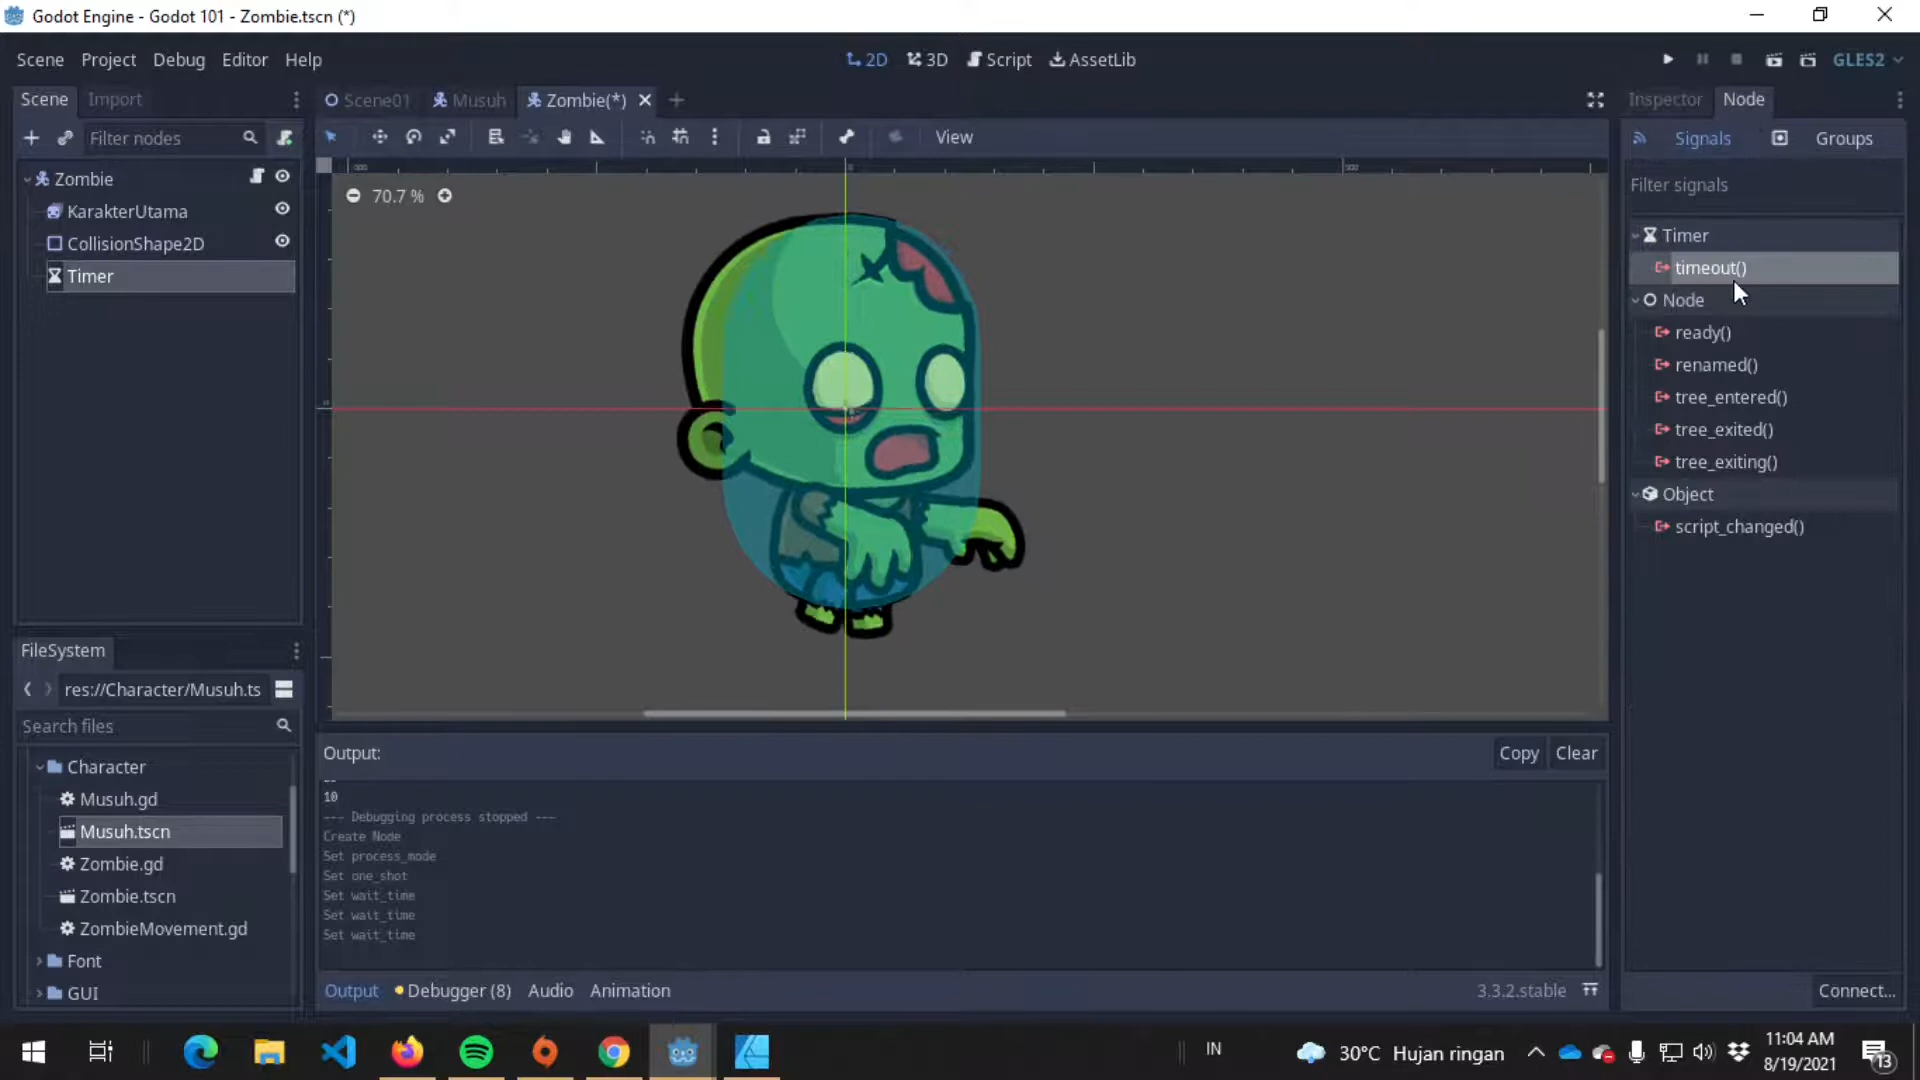 Godot Engine - Godot 101 - Zombie.tscn (*)
Scene Project Debug Editor Help
2D 3D Script AssetLib
GLES2
Scene Import
Scene01 Musuh Zombie(*)
Inspector Node
Filter nodes
View
Signals Groups
Filter signals
Zombie
KarakterUtama
CollisionShape2D
Timer
70.7 %
Timer
timeout()
Node
ready()
renamed()
tree_entered()
tree_exited()
tree_exiting()
Object
script_changed()
FileSystem
res://Character/Musuh.ts
Search files
Character
Musuh.gd
Musuh.tscn
Zombie.gd
Zombie.tscn
ZombieMovement.gd
Font
GUI
Output:
Copy Clear
10
--- Debugging process stopped ---
Create Node
Set process_mode
Set one_shot
Set wait_time
Set wait_time
Set wait_time
Output Debugger (8) Audio Animation
3.3.2.stable
Connect...
IN
30°C Hujan ringan
11:04 AM
8/19/2021
13